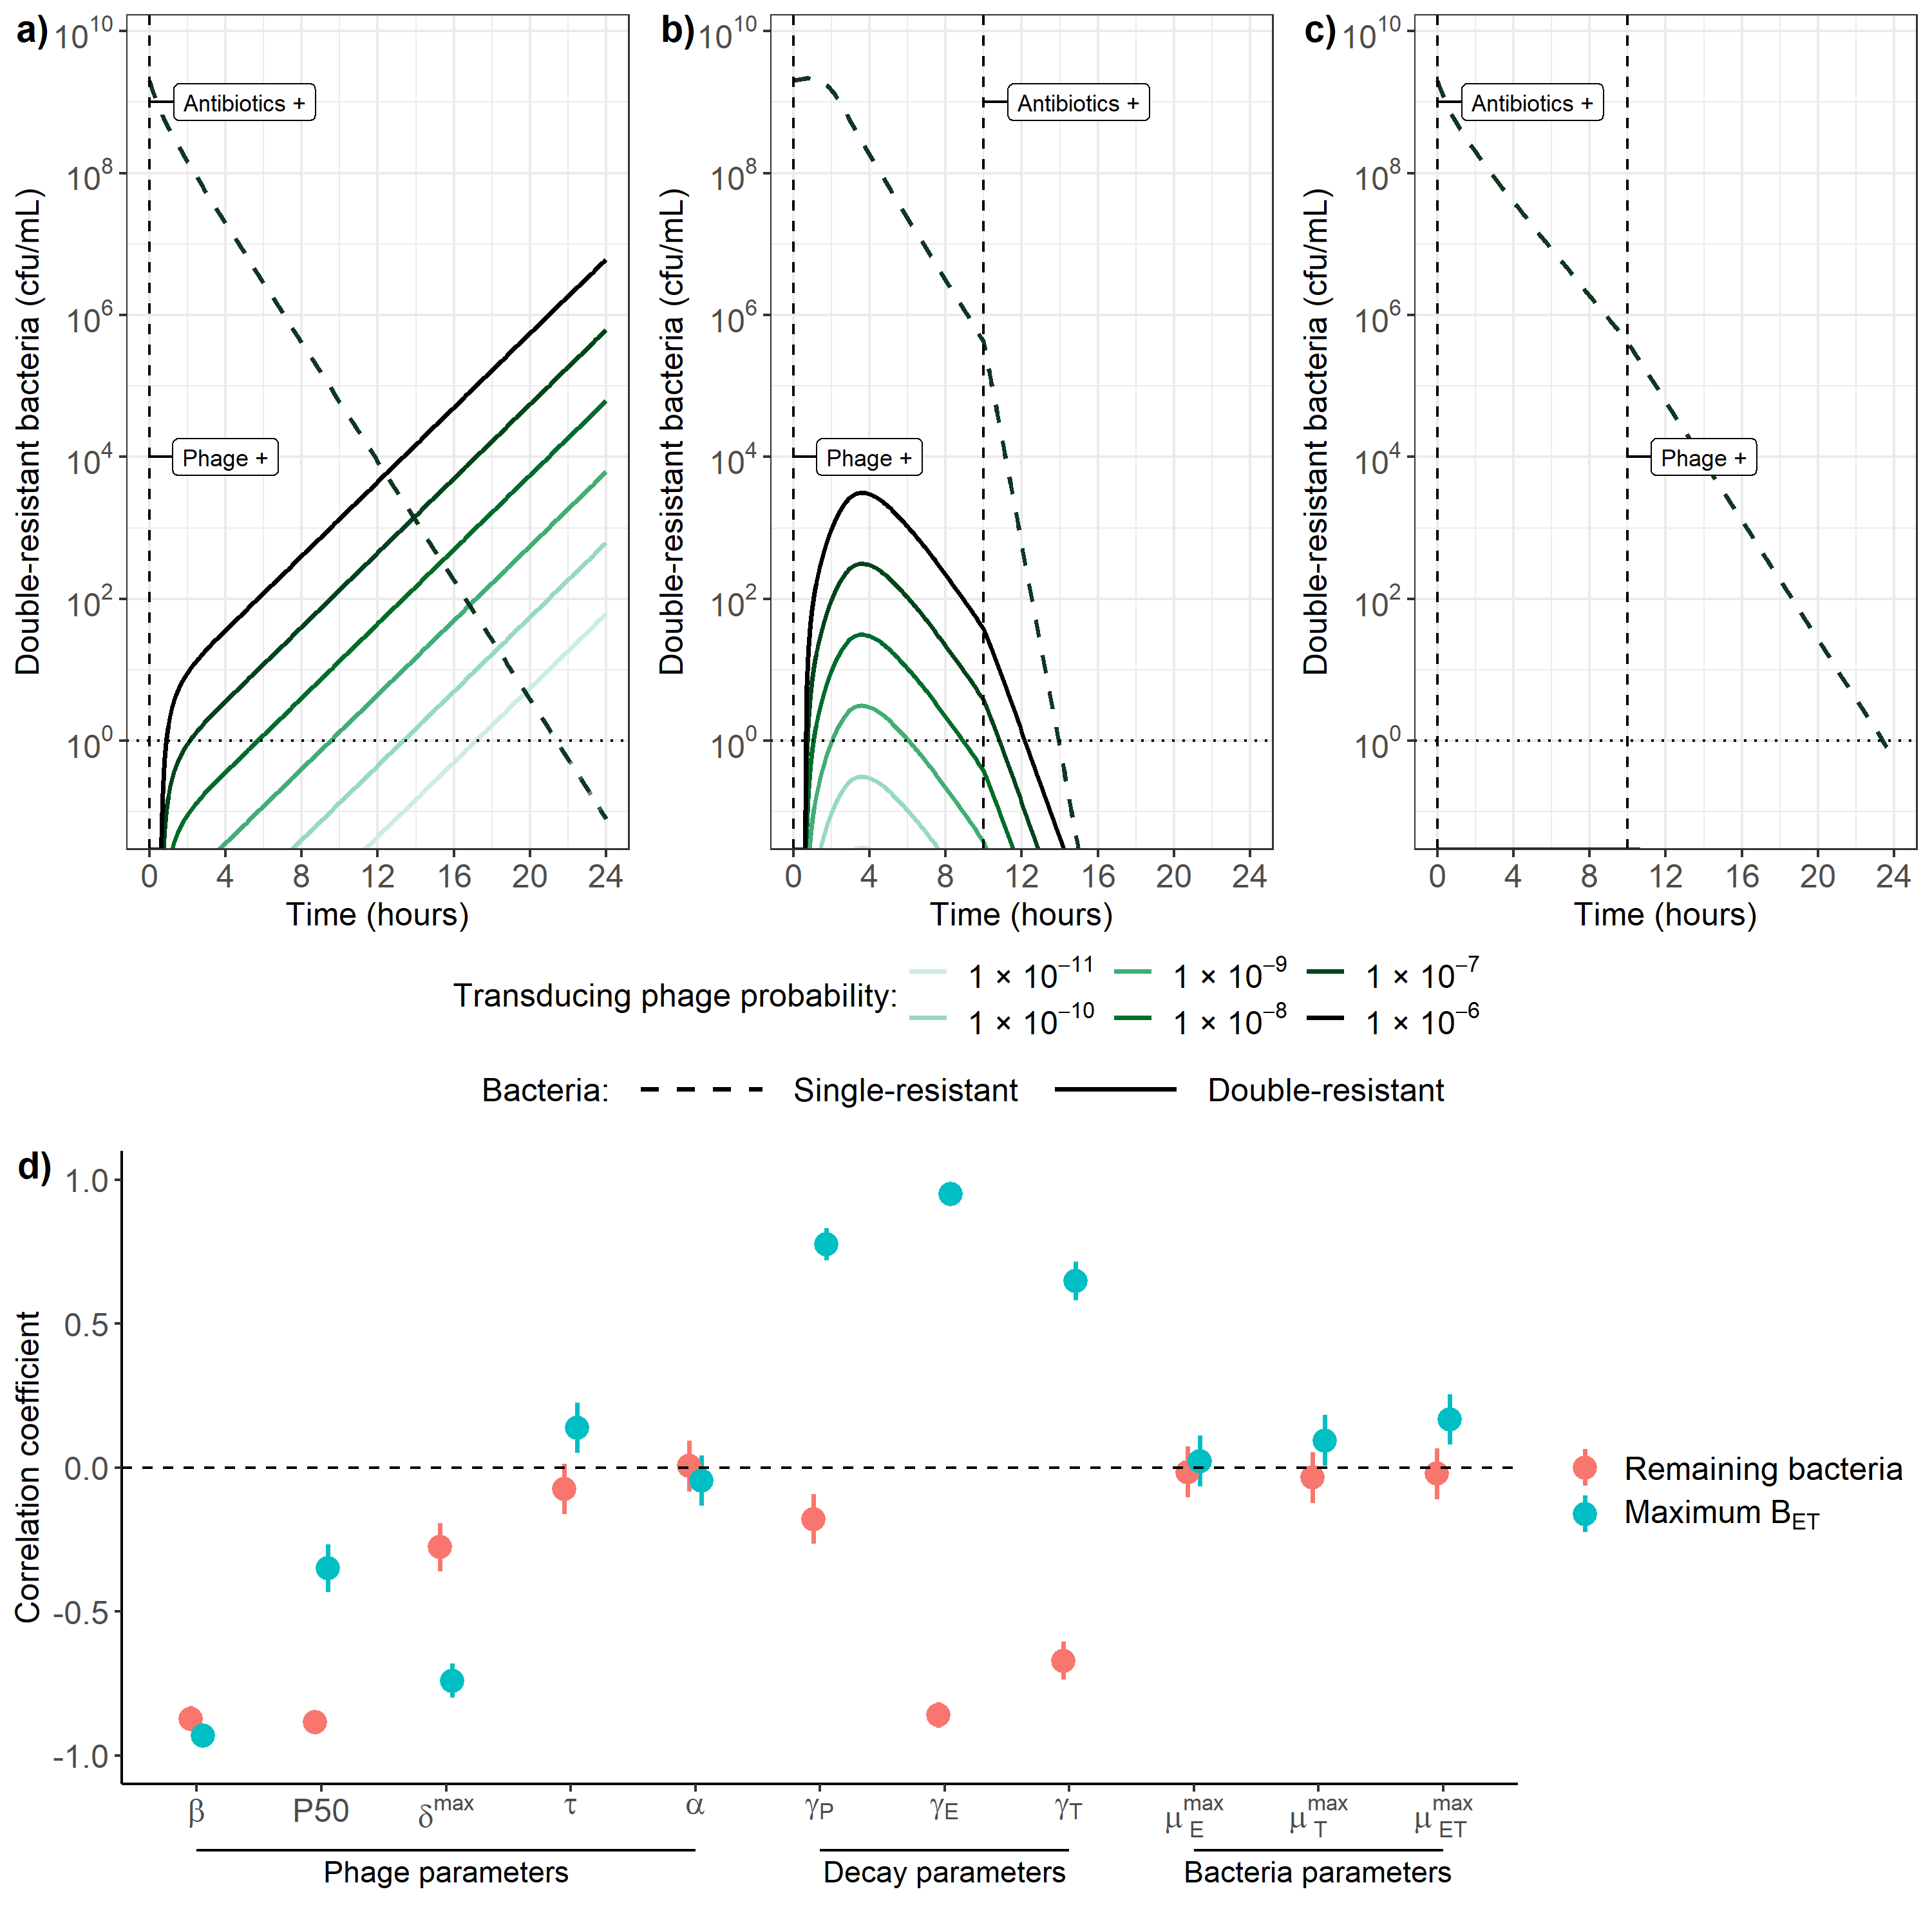 a)
10^10
10^8
10^6
10^4
10^2
10^0
Double-resistant bacteria (cfu/mL)
Antibiotics +
Phage +
0 4 8 12 16 20 24
Time (hours)
b)
10^10
10^8
10^6
10^4
10^2
10^0
Double-resistant bacteria (cfu/mL)
Antibiotics +
Phage +
0 4 8 12 16 20 24
Time (hours)
c)
10^10
10^8
10^6
10^4
10^2
10^0
Double-resistant bacteria (cfu/mL)
Antibiotics +
Phage +
0 4 8 12 16 20 24
Time (hours)
Transducing phage probability:
1 × 10^−11 1 × 10^−9 1 × 10^−7
1 × 10^−10 1 × 10^−8 1 × 10^−6
Bacteria: Single-resistant Double-resistant
d)
1.0
0.5
0.0
-0.5
-1.0
Correlation coefficient
β P50 δ^max τ α γ_P γ_E γ_T μ_E^max μ_T^max μ_ET^max
Phage parameters Decay parameters Bacteria parameters
Remaining bacteria
Maximum B_ET